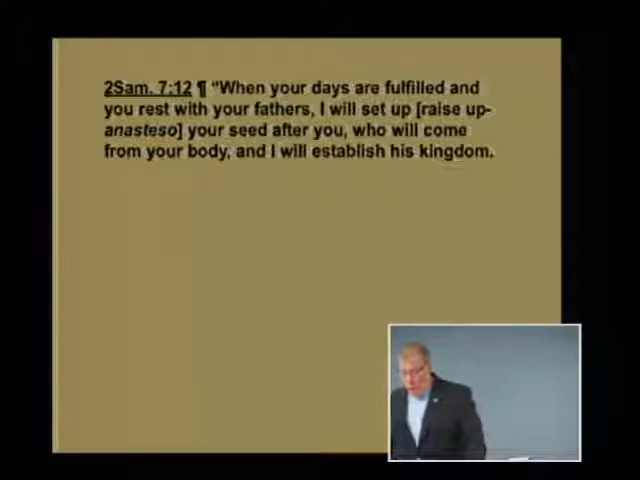 2Sam. 7:12 ¶ “When your days are fulfilled and
you rest with your fathers, I will set up [raise up-
anasteso] your seed after you, who will come
from your body, and I will establish his kingdom.